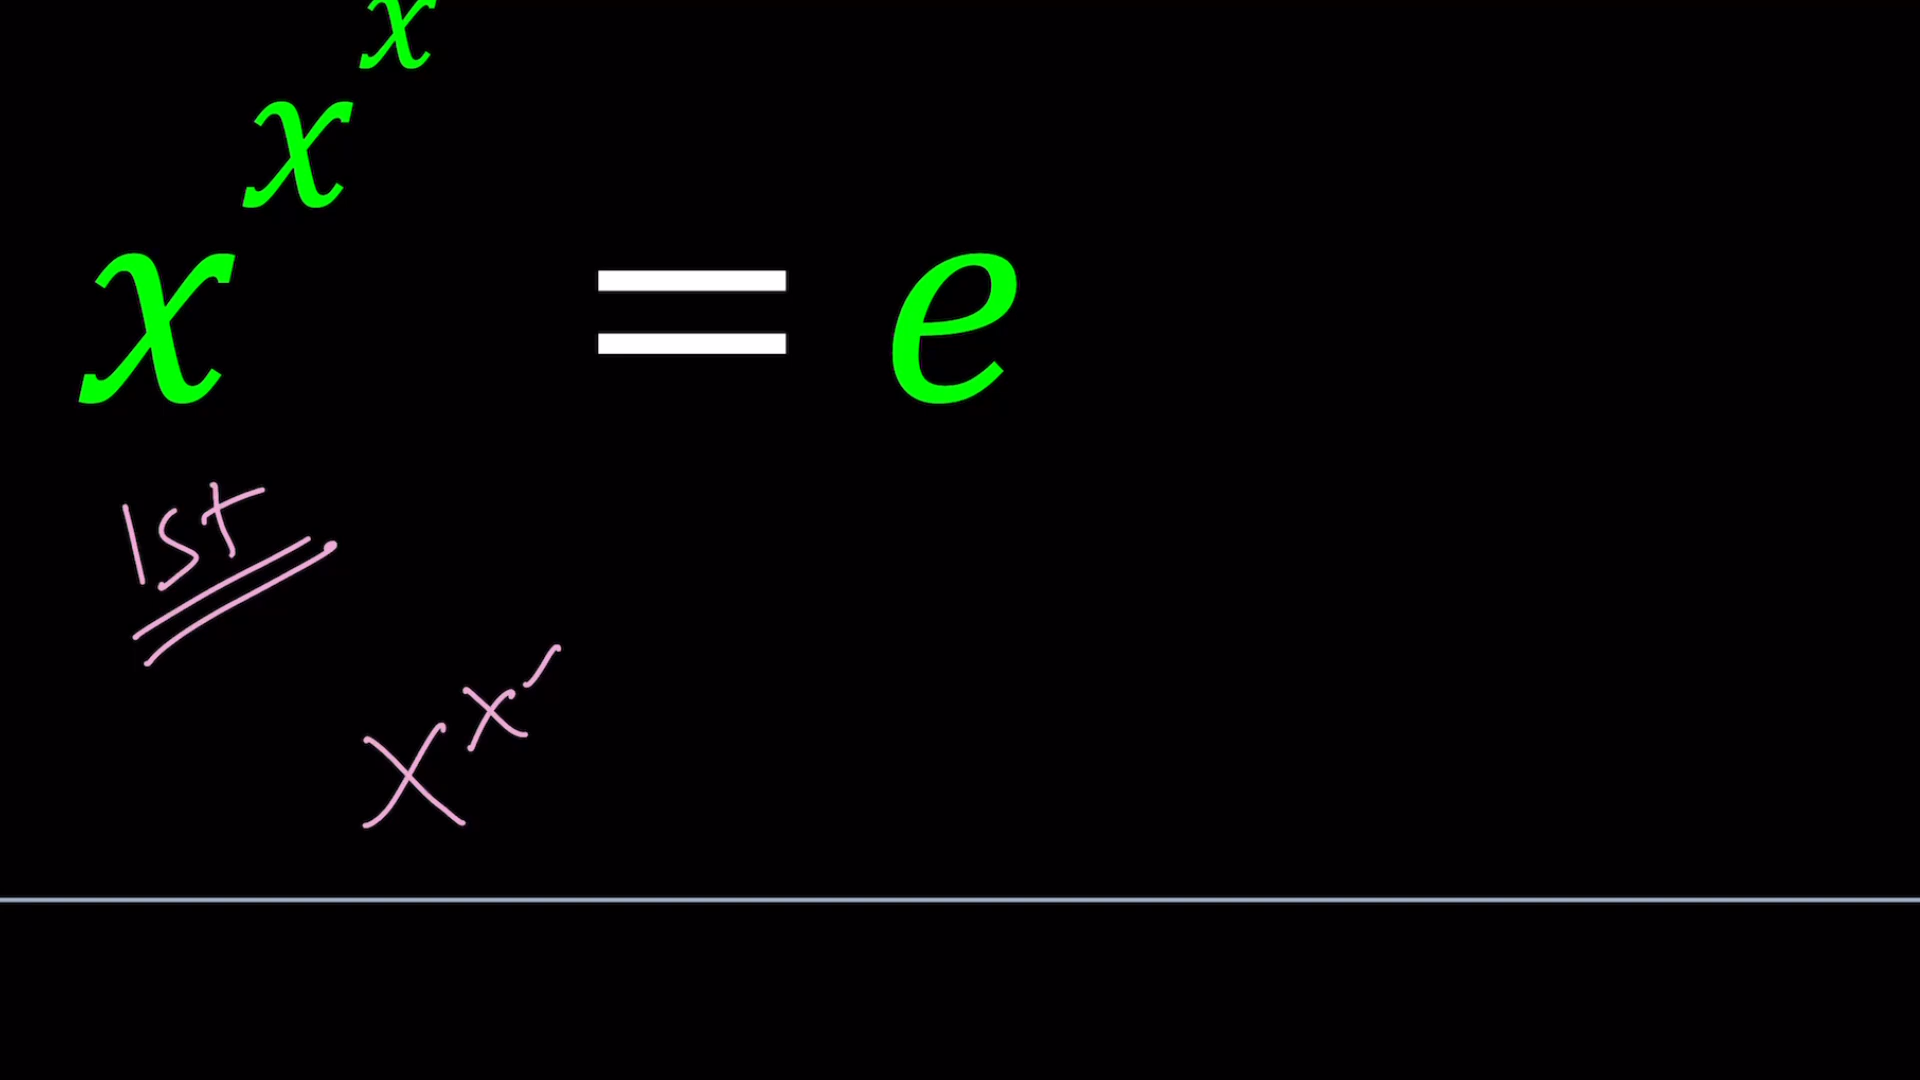 x^{x^{x}} = e
1st
x^{x}